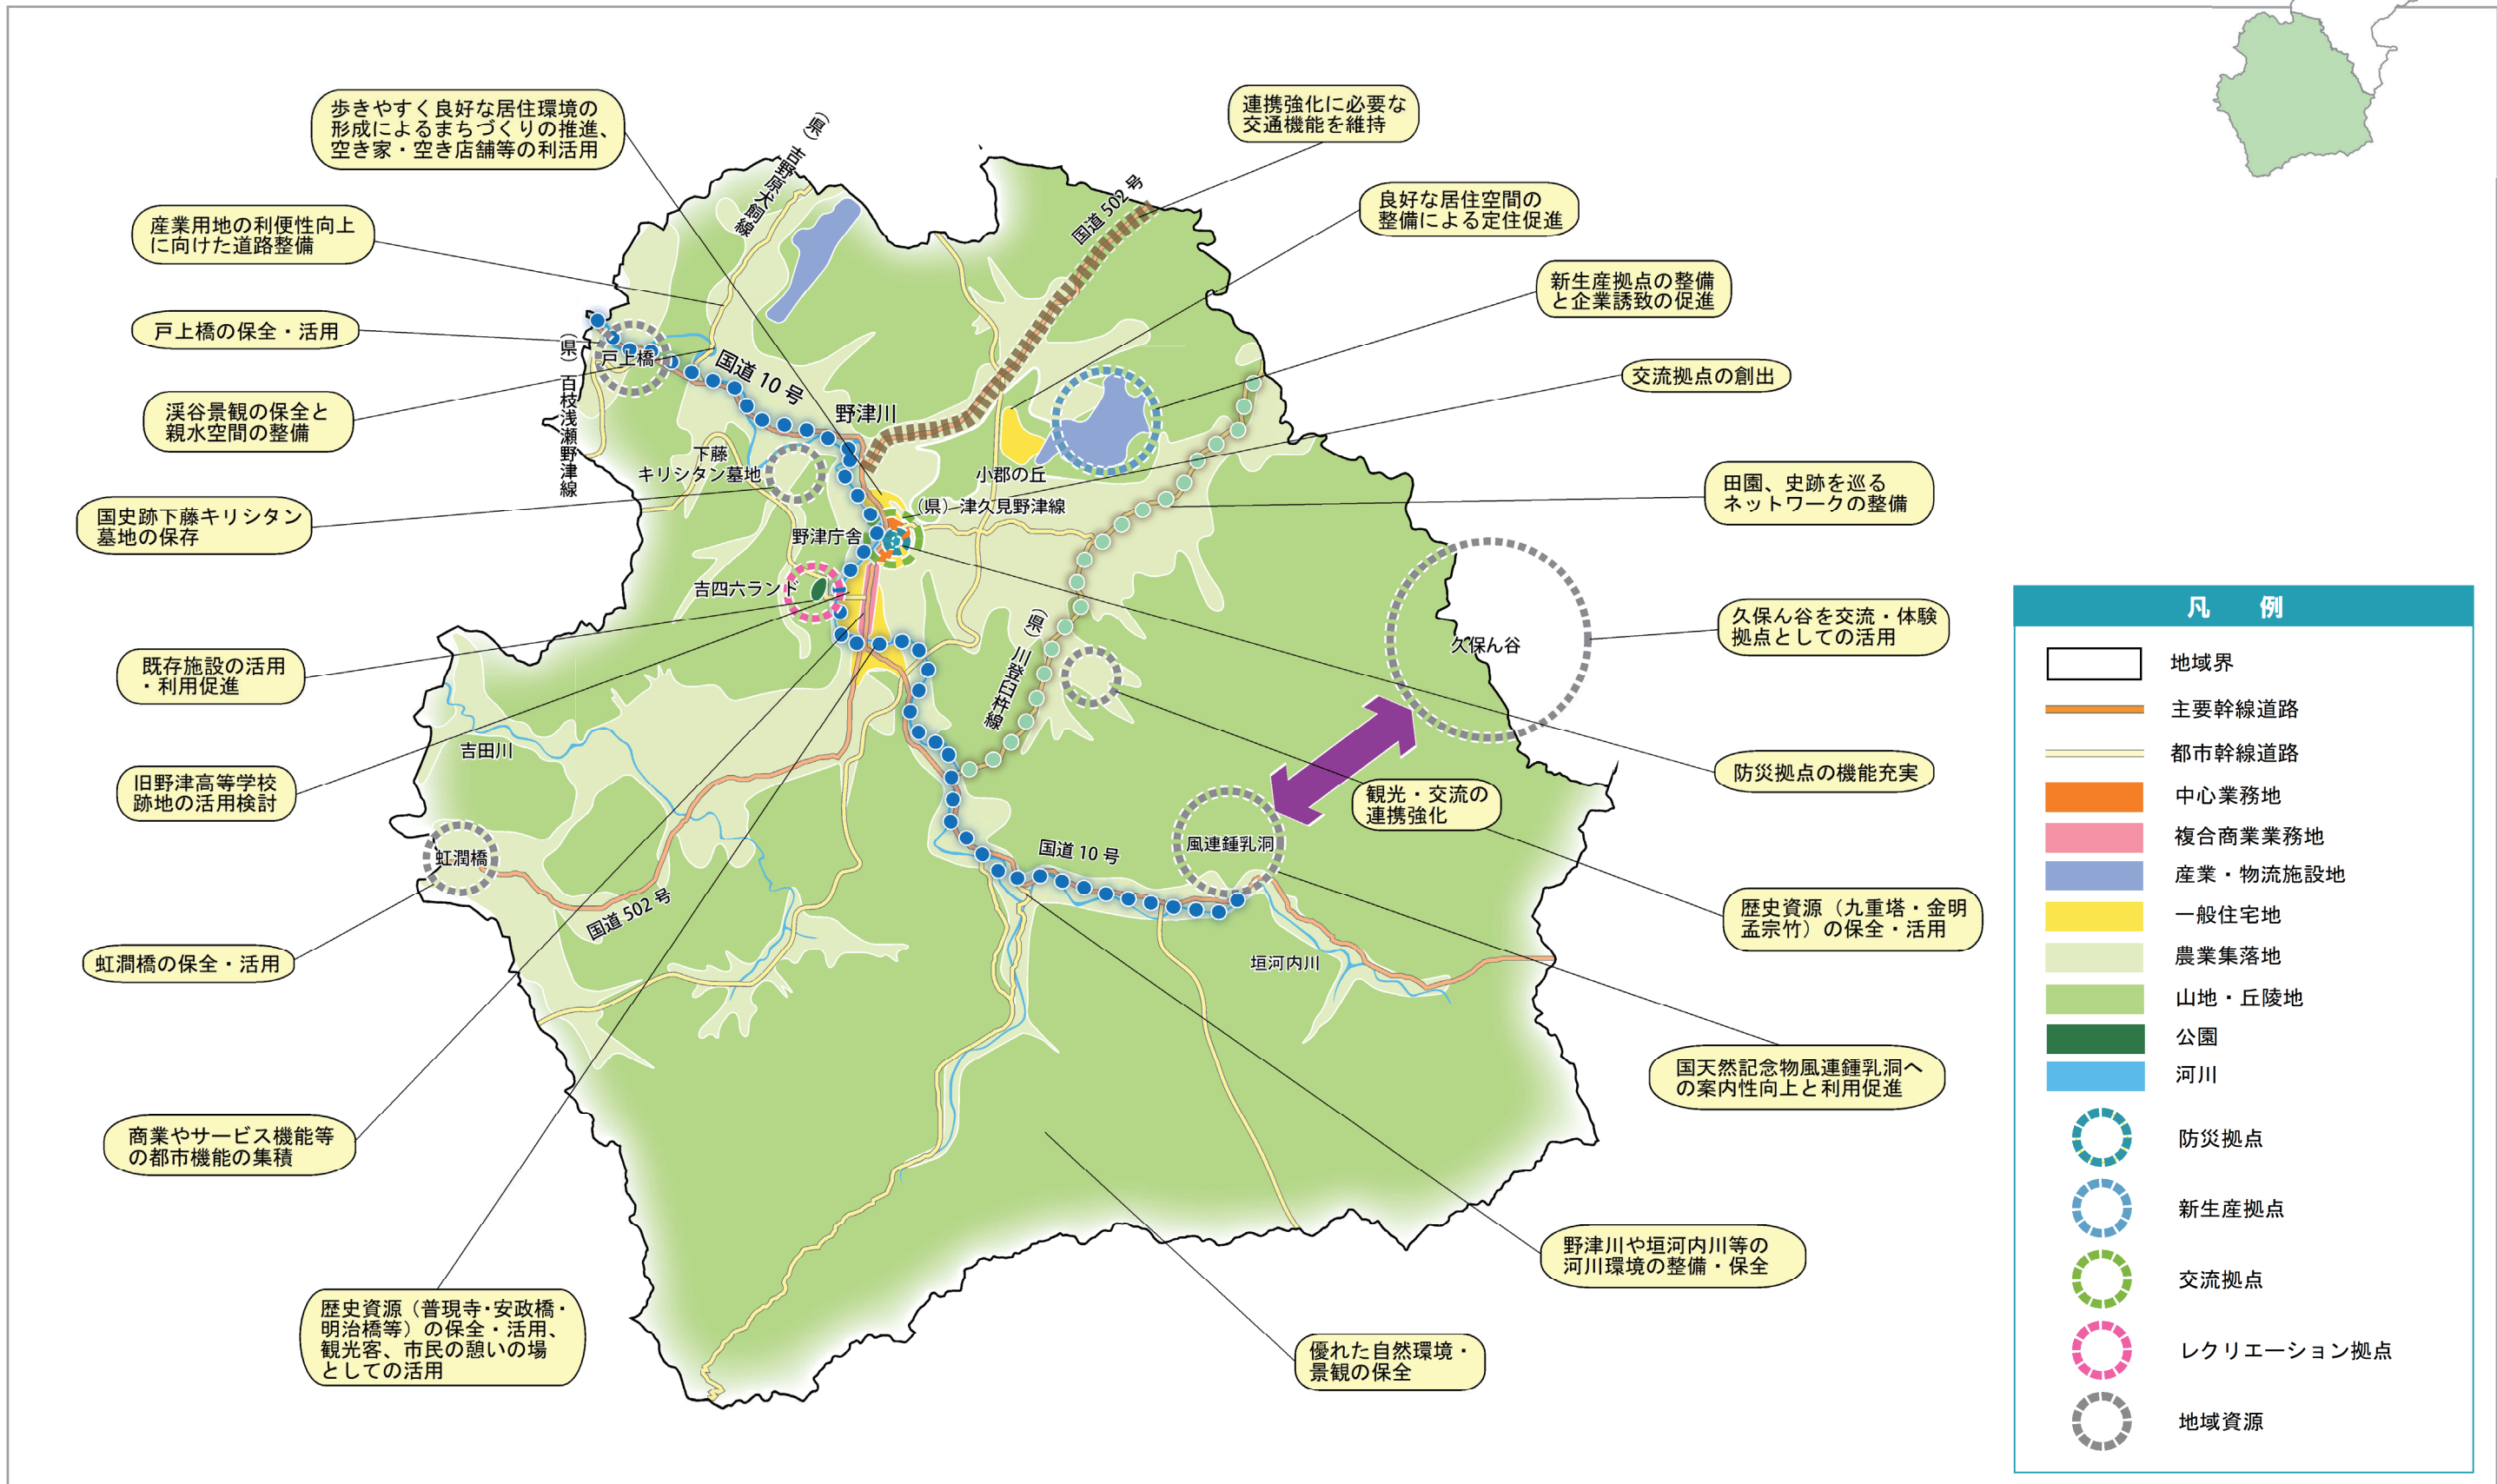 歩きやすく良好な居住環境の
形成によるまちづくりの推進、
空き家・空き店舗等の利活用
産業用地の利便性向上
に向けた道路整備
戸上橋の保全・活用
渓谷景観の保全と
親水空間の整備
国史跡下藤キリシタン
墓地の保存
既存施設の活用
・利用促進
旧野津高等学校
跡地の活用検討
虹澗橋の保全・活用
商業やサービス機能等
の都市機能の集積
歴史資源（普現寺・安政橋・
明治橋等）の保全・活用、
観光客、市民の憩いの場
としての活用
連携強化に必要な
交通機能を維持
良好な居住空間の
整備による定住促進
新生産拠点の整備
と企業誘致の促進
交流拠点の創出
田園、史跡を巡る
ネットワークの整備
久保ん谷を交流・体験
拠点としての活用
防災拠点の機能充実
観光・交流の
連携強化
歴史資源（九重塔・金明
孟宗竹）の保全・活用
国天然記念物風連鍾乳洞へ
の案内性向上と利用促進
野津川や垣河内川等の
河川環境の整備・保全
優れた自然環境・
景観の保全
（県）吉野原犬飼線
国道502号
戸上橋
（県）百枝浅瀬野津線
国道10号
野津川
下藤
キリシタン墓地
小郡の丘
（県）津久見野津線
野津庁舎
吉四六ランド
（県）川登臼杵線
久保ん谷
吉田川
虹潤橋
国道502号
国道10号
風連鍾乳洞
垣河内川
凡 例
地域界
主要幹線道路
都市幹線道路
中心業務地
複合商業業務地
産業・物流施設地
一般住宅地
農業集落地
山地・丘陵地
公園
河川
防災拠点
新生産拠点
交流拠点
レクリエーション拠点
地域資源